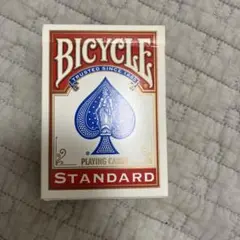 BICYCLE
TRUSTED SINCE 1885
®
PLAYING CARDS
STANDARD